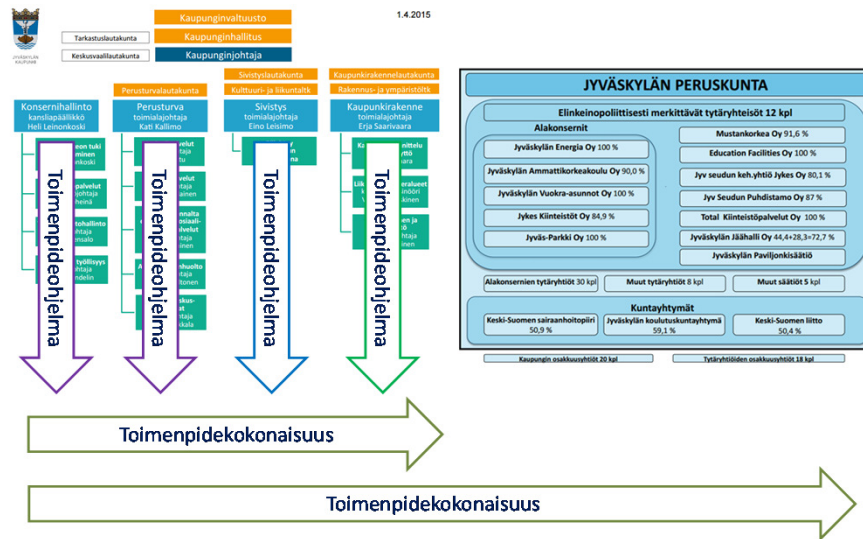 1.4.2015
JYVÄSKYLÄN
KAUPUNKI
Kaupunginvaltuusto
Tarkastuslautakunta
Kaupunginhallitus
Keskusvaalilautakunta
Kaupunginjohtaja
Perusturvalautakunta
Sivistyslautakunta
Kulttuuri- ja liikuntaltk
Kaupunkirakennelautakunta
Rakennus- ja ympäristöltk
Konsernihallinto
kansliapäällikkö
Heli Leinonkoski
Perusturva
toimialajohtaja
Kati Kallimo
Sivistys
toimialajohtaja
Eino Leisimo
Kaupunkirakenne
toimialajohtaja
Erja Saarivaara
Toimenpideohjelma
Toimenpideohjelma
Toimenpideohjelma
Toimenpideohjelma
JYVÄSKYLÄN PERUSKUNTA
Elinkeinopoliittisesti merkittävät tytäryhteisöt 12 kpl
Alakonsernit
Jyväskylän Energia Oy 100 %
Jyväskylän Ammattikorkeakoulu Oy 90,0 %
Jyväskylän Vuokra-asunnot Oy 100 %
Jykes Kiinteistöt Oy 84,9 %
Jyväs-Parkki Oy 100 %
Mustankorkea Oy 91,6 %
Education Facilities Oy 100 %
Jyv seudun keh.yhtiö Jykes Oy 80,1 %
Jyv Seudun Puhdistamo Oy 87 %
Total Kiinteistöpalvelut Oy 100 %
Jyväskylän Jäähalli Oy 44,4+28,3=72,7 %
Jyväskylän Paviljonkisäätiö
Alakonsernien tytäryhtiöt 30 kpl
Muut tytäryhtiöt 8 kpl
Muut säätiöt 5 kpl
Kuntayhtymät
Keski-Suomen sairaanhoitopiiri
50,9 %
Jyväskylän koulutuskuntayhtymä
59,1 %
Keski-Suomen liitto
50,4 %
Kaupungin osakkuusyhtiöt 20 kpl
Tytäryhtiöiden osakkuusyhtiöt 18 kpl
Toimenpidekokonaisuus
Toimenpidekokonaisuus